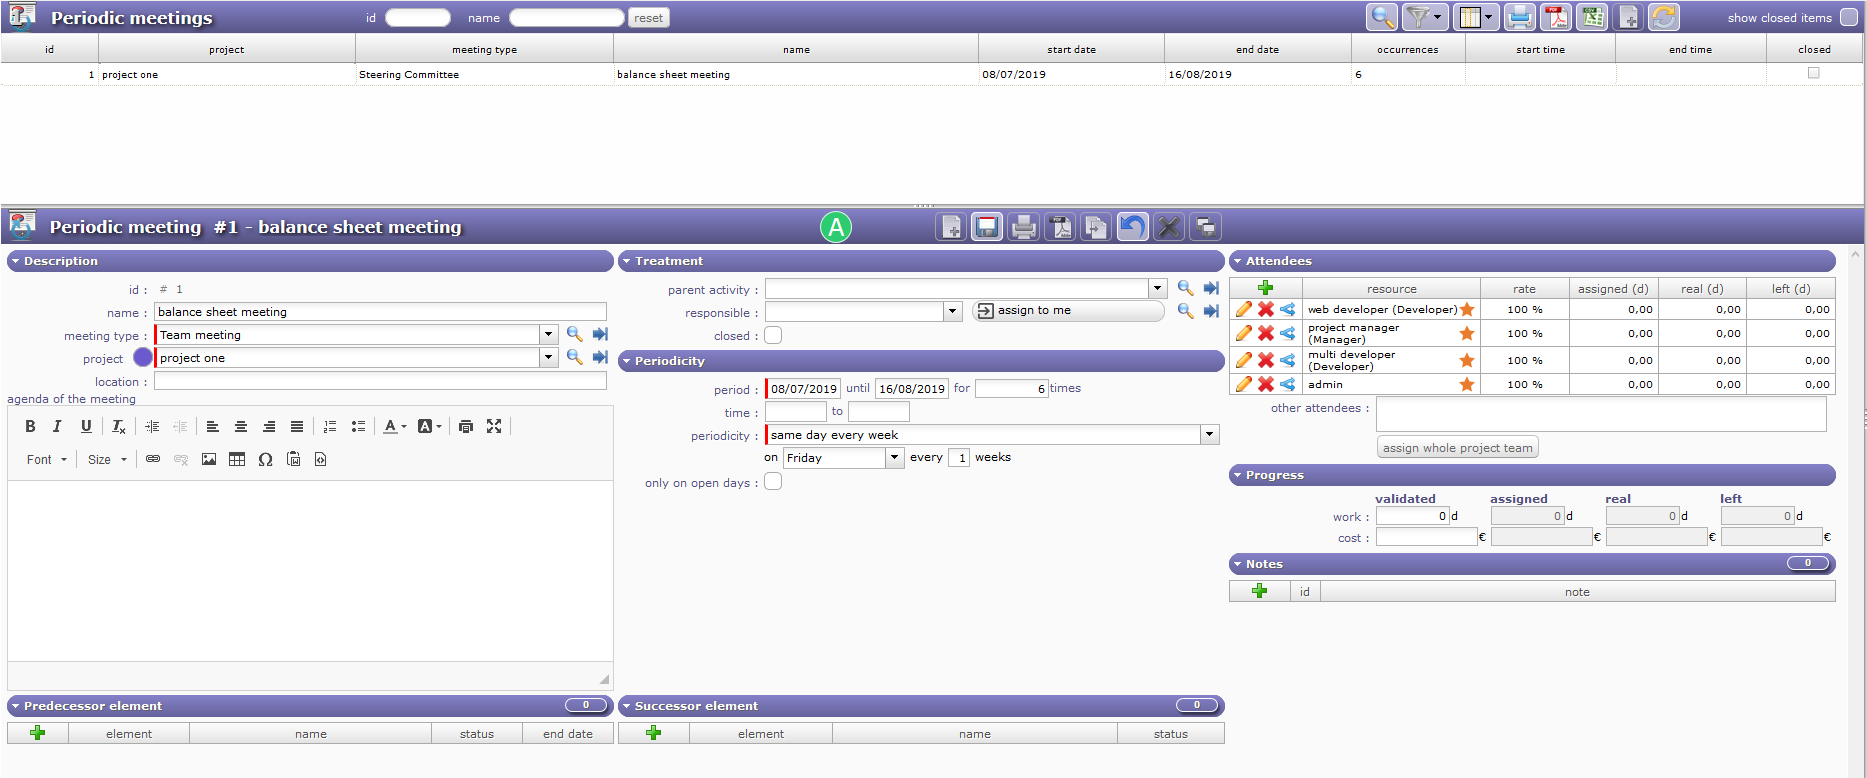 Periodic meetings id name reset show closed items
id project meeting type name start date end date occurrences start time end time closed
1 project one Steering Committee balance sheet meeting 08/07/2019 16/08/2019 6
Periodic meeting #1 - balance sheet meeting A
Description
id : # 1
name : balance sheet meeting
meeting type : Team meeting
project project one
location :
agenda of the meeting
B I U Tx A A
Font Size Ω
Predecessor element 0
element name status end date
Treatment
parent activity :
responsible : assign to me
closed :
Periodicity
period : 08/07/2019 until 16/08/2019 for 6 times
time : to
periodicity : same day every week
on Friday every 1 weeks
only on open days :
Successor element 0
element name status
Attendees
resource rate assigned (d) real (d) left (d)
web developer (Developer) 100 % 0,00 0,00 0,00
project manager
(Manager) 100 % 0,00 0,00 0,00
multi developer
(Developer) 100 % 0,00 0,00 0,00
admin 100 % 0,00 0,00 0,00
other attendees :
assign whole project team
Progress
validated assigned real left
work : 0 d 0 d 0 d 0 d
cost : € € € €
Notes 0
id note